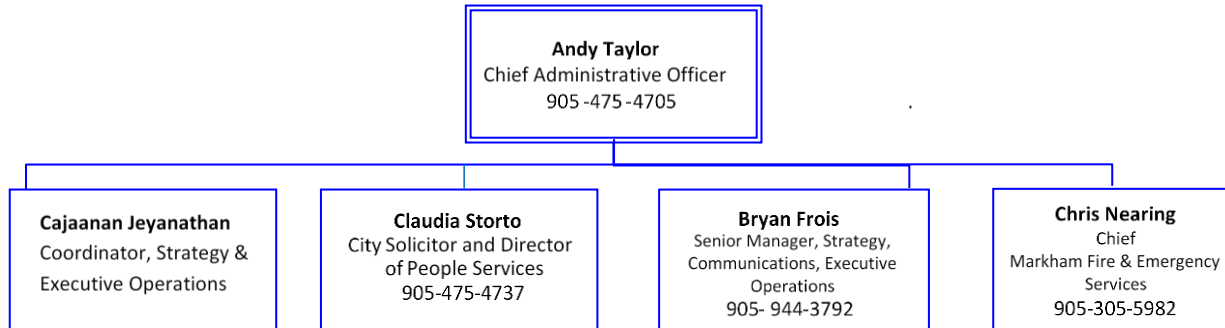 Andy Taylor
Chief Administrative Officer
905 -475 -4705
.
Cajaanan Jeyanathan
Coordinator, Strategy &
Executive Operations
Claudia Storto
City Solicitor and Director
of People Services
905-475-4737
Bryan Frois
Senior Manager, Strategy,
Communications, Executive
Operations
905- 944-3792
Chris Nearing
Chief
Markham Fire & Emergency
Services
905-305-5982